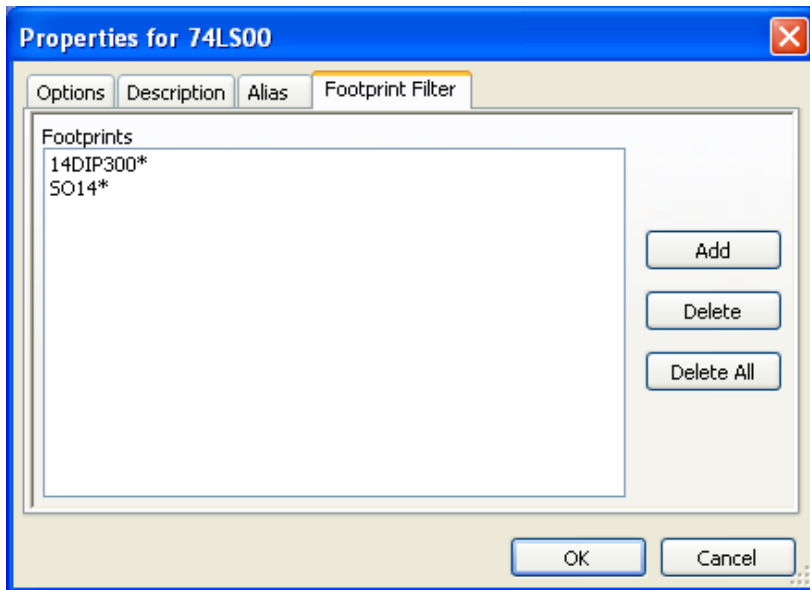 Properties for 74LS00
Options Description Alias Footprint Filter
Footprints
14DIP300*
SO14*
Add
Delete
Delete All
OK Cancel